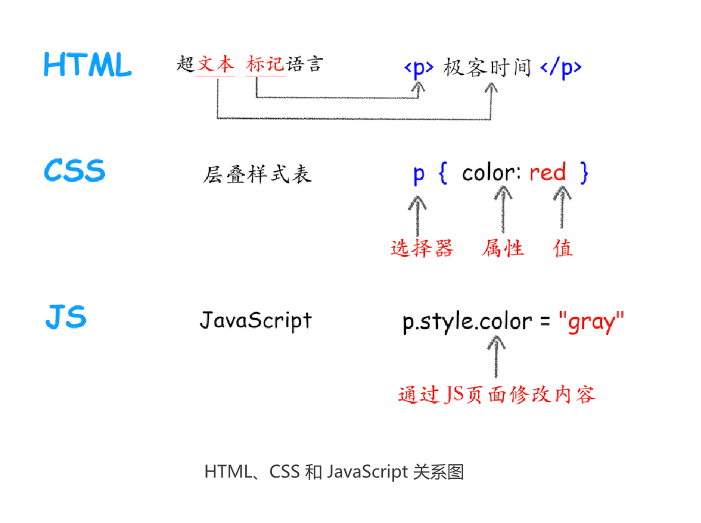 HTML 超文本 标记语言 <p> 极客时间 </p>
CSS 层叠样式表 p { color: red }
选择器 属性 值
JS JavaScript p.style.color = "gray"
通过 JS页面修改内容
HTML、CSS 和 JavaScript 关系图